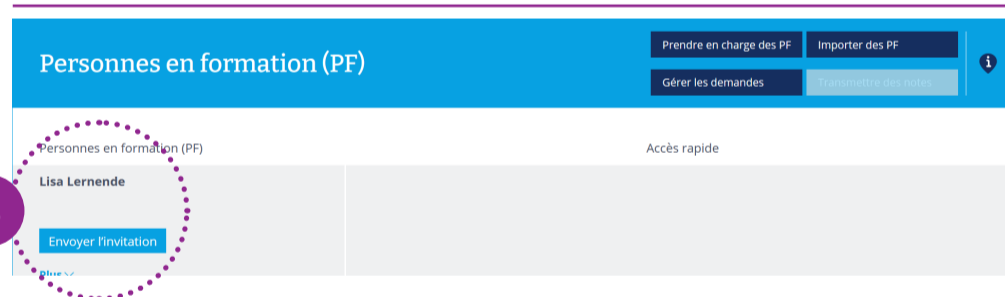 Personnes en formation (PF)
Prendre en charge des PF
Importer des PF
Gérer les demandes
Transmettre des notes
Personnes en formation (PF)
Accès rapide
Lisa Lernende
Envoyer l'invitation
Plus